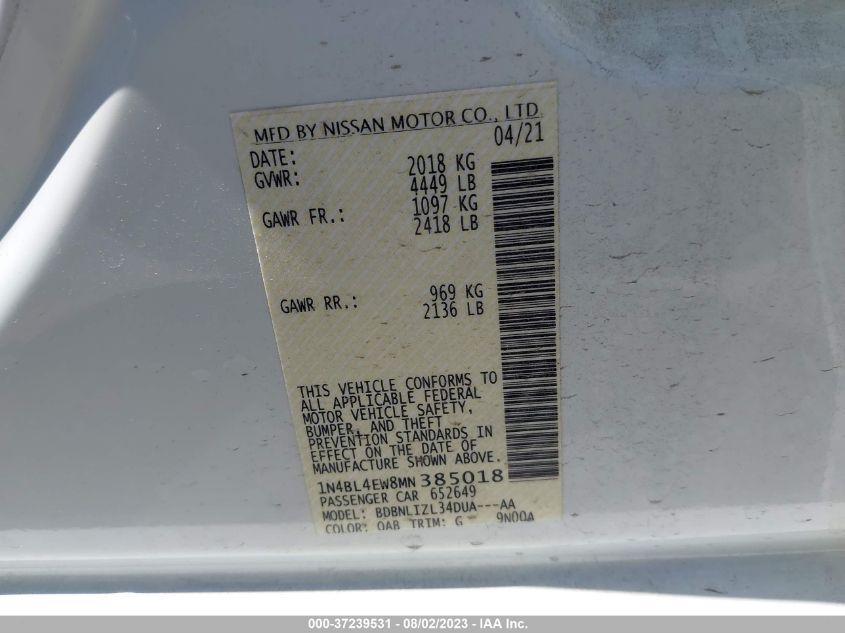 MFD BY NISSAN MOTOR CO., LTD.
DATE: 04/21
GVWR: 2018 KG
4449 LB
GAWR FR.: 1097 KG
2418 LB
GAWR RR.: 969 KG
2136 LB
THIS VEHICLE CONFORMS TO
ALL APPLICABLE FEDERAL
MOTOR VEHICLE SAFETY,
BUMPER, AND THEFT
PREVENTION STANDARDS IN
EFFECT ON THE DATE OF
MANUFACTURE SHOWN ABOVE.
1N4BL4EW8MN385018
PASSENGER CAR 652649
MODEL: BDBNLIZL34DUA---AA
COLOR: QAB TRIM: G 9N00A
000-37239531 - 08/02/2023 - IAA Inc.